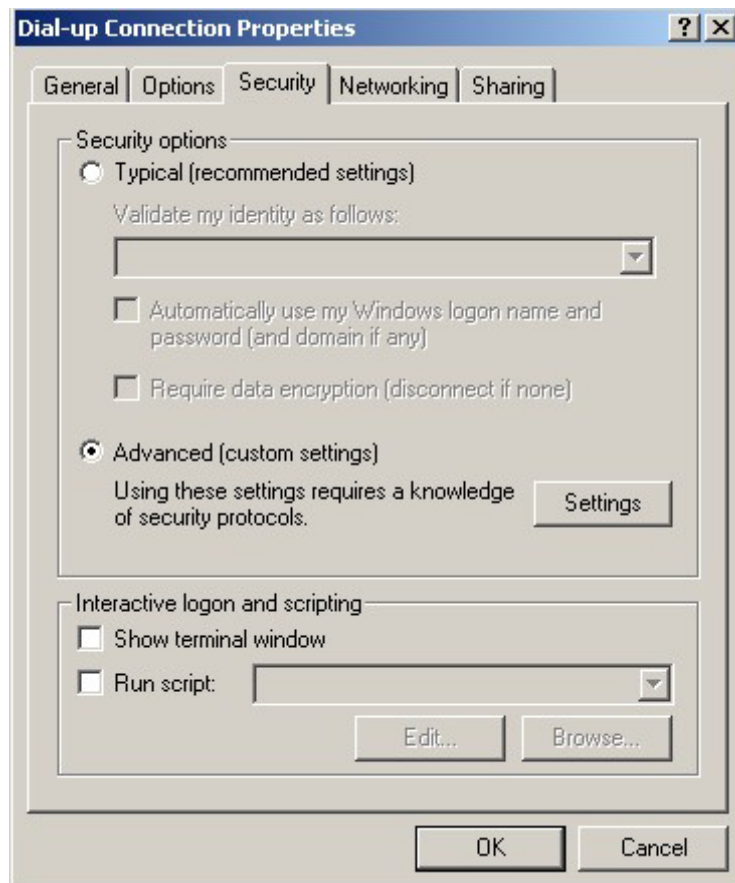 Dial-up Connection Properties
General Options Security Networking Sharing
Security options
Typical (recommended settings)
Validate my identity as follows:
Automatically use my Windows logon name and
password (and domain if any)
Require data encryption (disconnect if none)
Advanced (custom settings)
Using these settings requires a knowledge
of security protocols.
Settings
Interactive logon and scripting
Show terminal window
Run script:
Edit... Browse...
OK Cancel